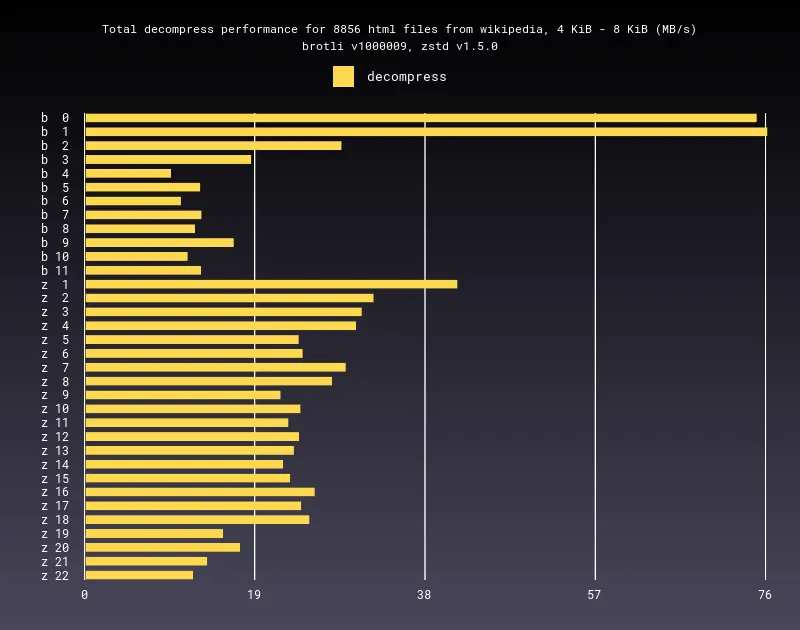 Total decompress performance for 8856 html files from wikipedia, 4 KiB - 8 KiB (MB/s)
brotli v1000009, zstd v1.5.0
decompress
b 0
b 1
b 2
b 3
b 4
b 5
b 6
b 7
b 8
b 9
b 10
b 11
z 1
z 2
z 3
z 4
z 5
z 6
z 7
z 8
z 9
z 10
z 11
z 12
z 13
z 14
z 15
z 16
z 17
z 18
z 19
z 20
z 21
z 22
0 19 38 57 76